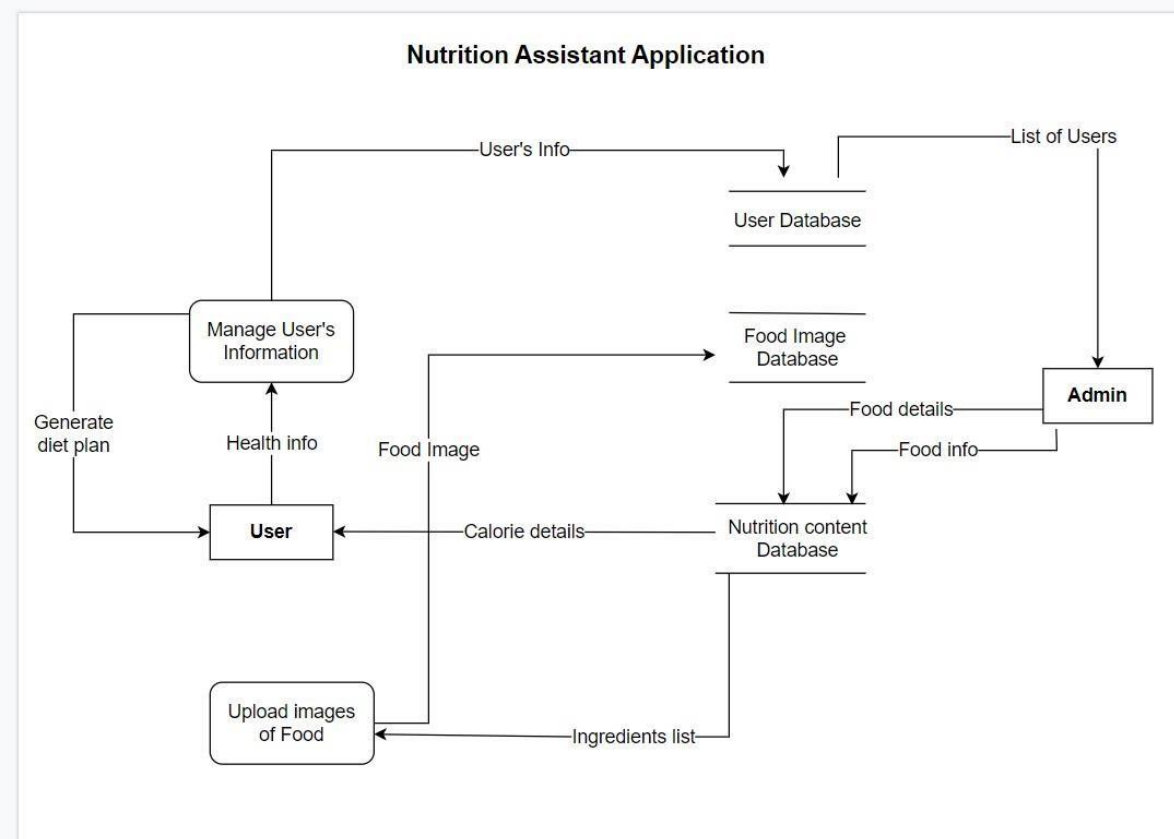 Nutrition Assistant Application
User's Info
List of Users
User Database
Manage User's
Information
Food Image
Database
Admin
Food details
Generate
diet plan
Health info
Food Image
Food info
User
Calorie details
Nutrition content
Database
Upload images
of Food
Ingredients list